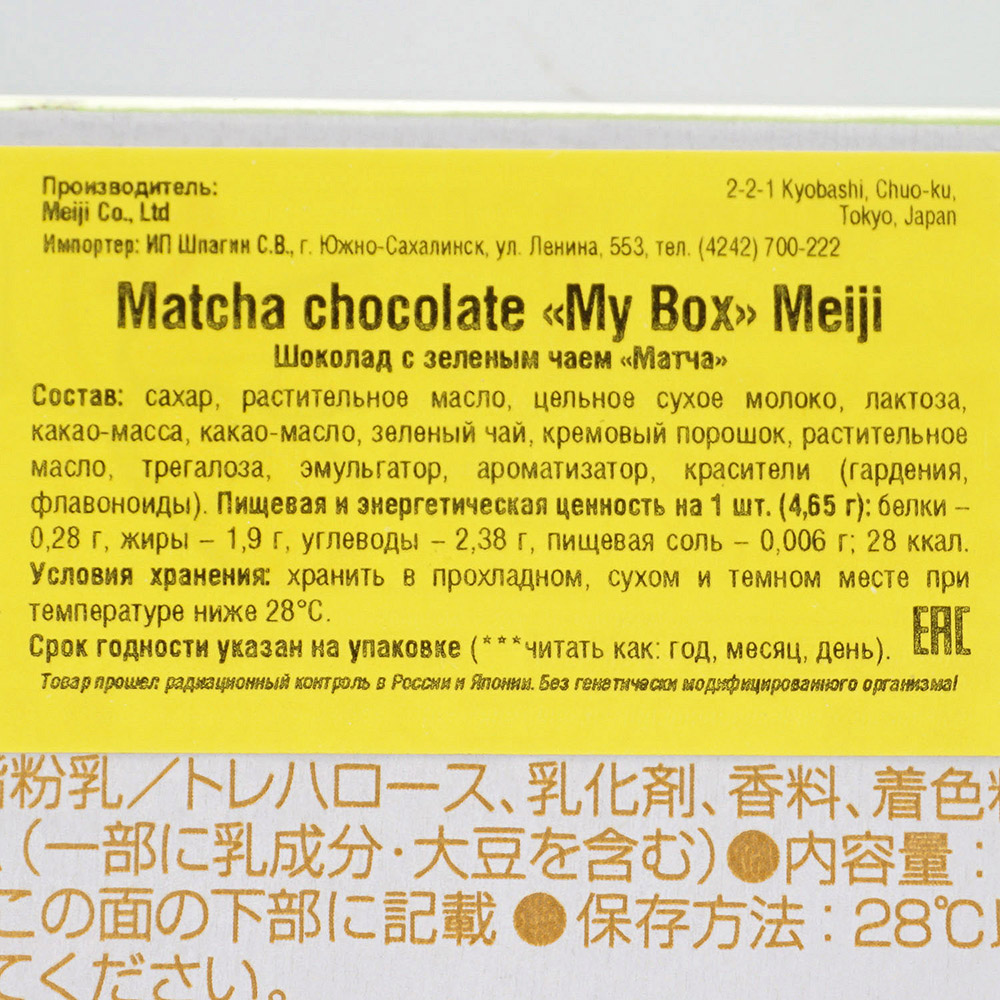 Производитель:
Meiji Co., Ltd
2-2-1 Kyobashi, Chuo-ku,
Tokyo, Japan
Импортер: ИП Шпагин С.В., г. Южно-Сахалинск, ул. Ленина, 553, тел. (4242) 700-222
Matcha chocolate «My Box» Meiji
Шоколад с зеленым чаем «Матча»
Состав: сахар, растительное масло, цельное сухое молоко, лактоза,
какао-масса, какао-масло, зеленый чай, кремовый порошок, растительное
масло, трегалоза, эмульгатор, ароматизатор, красители (гардения,
флавоноиды). Пищевая и энергетическая ценность на 1 шт. (4,65 г): белки –
0,28 г, жиры – 1,9 г, углеводы – 2,38 г, пищевая соль – 0,006 г; 28 ккал.
Условия хранения: хранить в прохладном, сухом и темном месте при
температуре ниже 28°С.
Срок годности указан на упаковке (***читать как: год, месяц, день).
EAC
Товар прошел радиационный контроль в России и Японии. Без генетически модифицированного организма!
粉乳／トレハロース、乳化剤、香料、着色
（一部に乳成分・大豆を含む）●内容量：
この面の下部に記載 ●保存方法：28℃
てください。